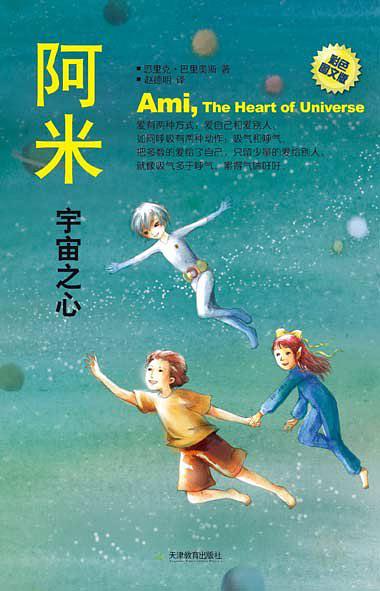 阿米
宇宙之心
恩里克·巴里奥斯 著
赵德明 译
彩色
图文版
Ami, The Heart of Universe
爱有两种方式：爱自己和爱别人，
如同呼吸有两种动作：吸气和呼气。
把多数的爱给了自己，只留少量的爱给别人，
就像吸气多于呼气，累得气喘吁吁。
天津教育出版社